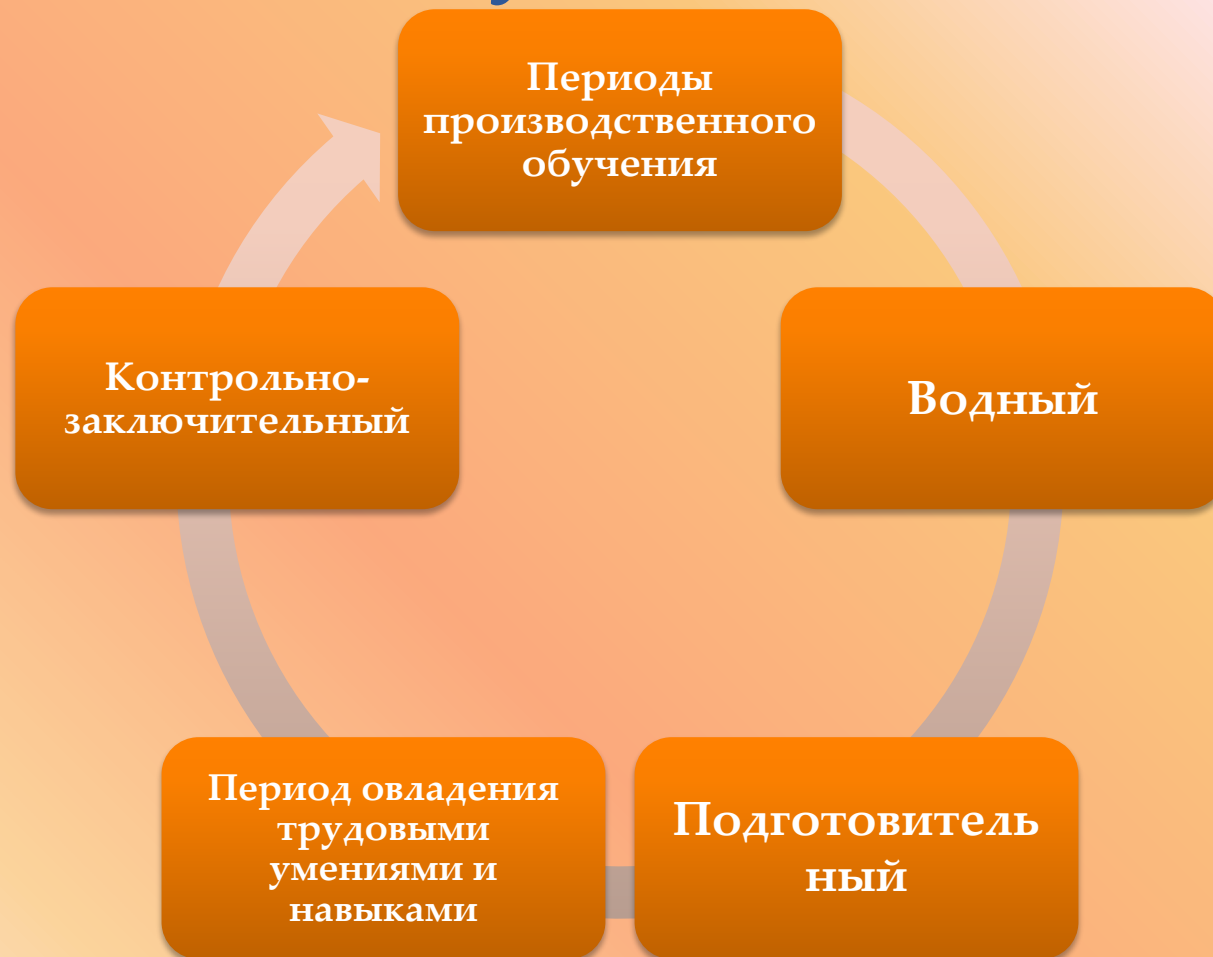 Периоды
производственного
обучения
Водный
Подготовитель
ный
Период овладения
трудовыми
умениями и
навыками
Контрольно-
заключительный